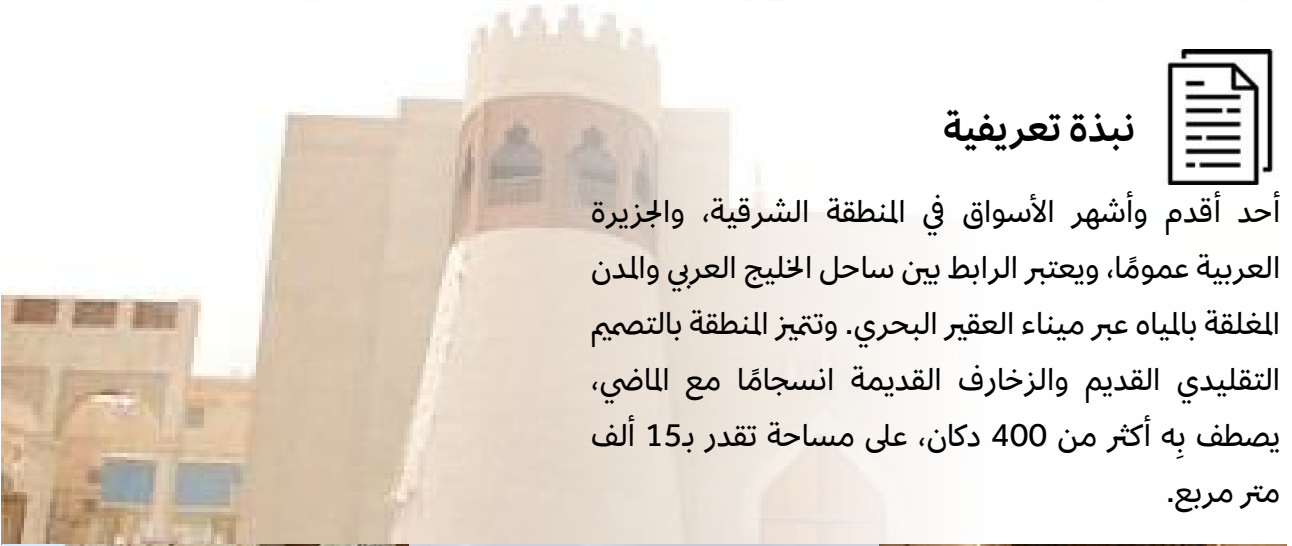 نبذة تعريفية
أحد أقدم وأشهر الأسواق في المنطقة الشرقية، والجزيرة
العربية عمومًا، ويعتبر الرابط بين ساحل الخليج العربي والمدن
المغلقة بالمياه عبر ميناء العقير البحري. وتتميز المنطقة بالتصميم
التقليدي القديم والزخارف القديمة انسجامًا مع الماضي،
يصطف بِه أكثر من 400 دكان، على مساحة تقدر بـ15 ألف
متر مربع.